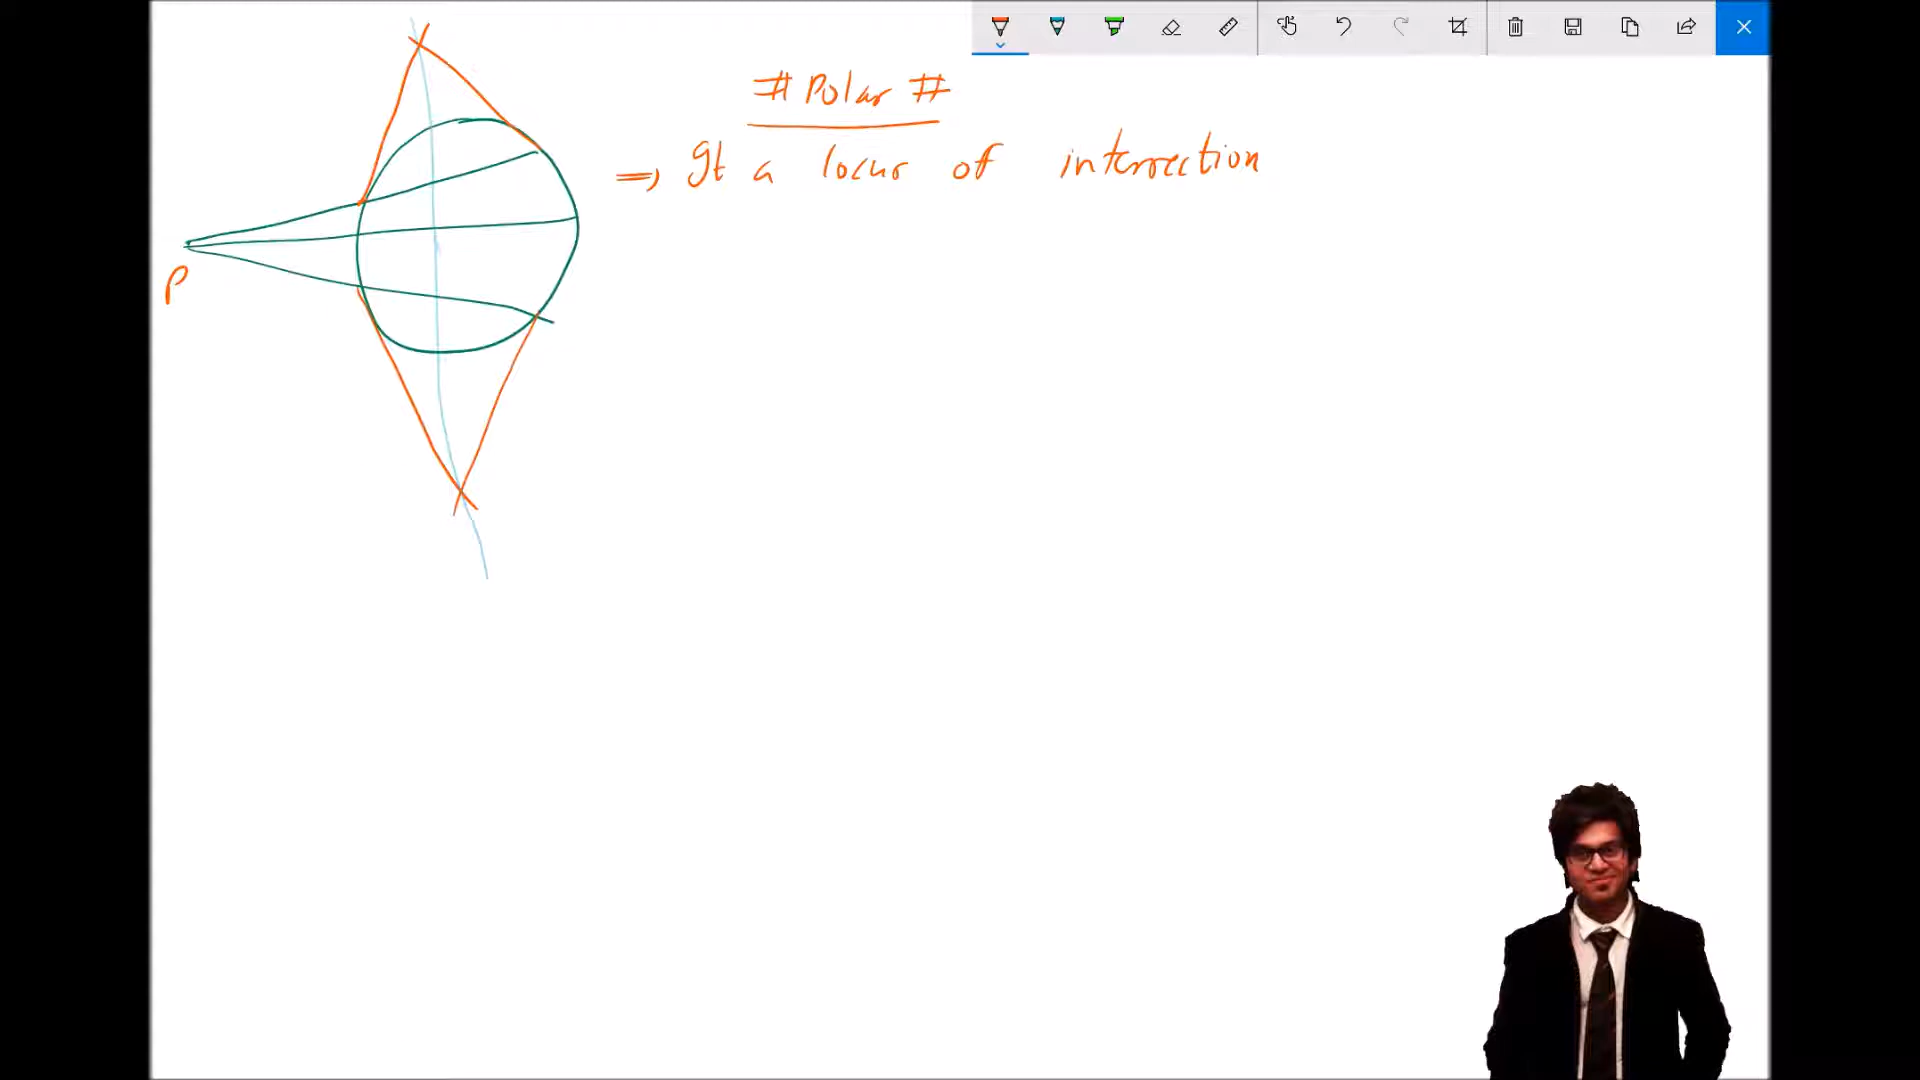 # Polar #
⇒ It a locus of intersection
P